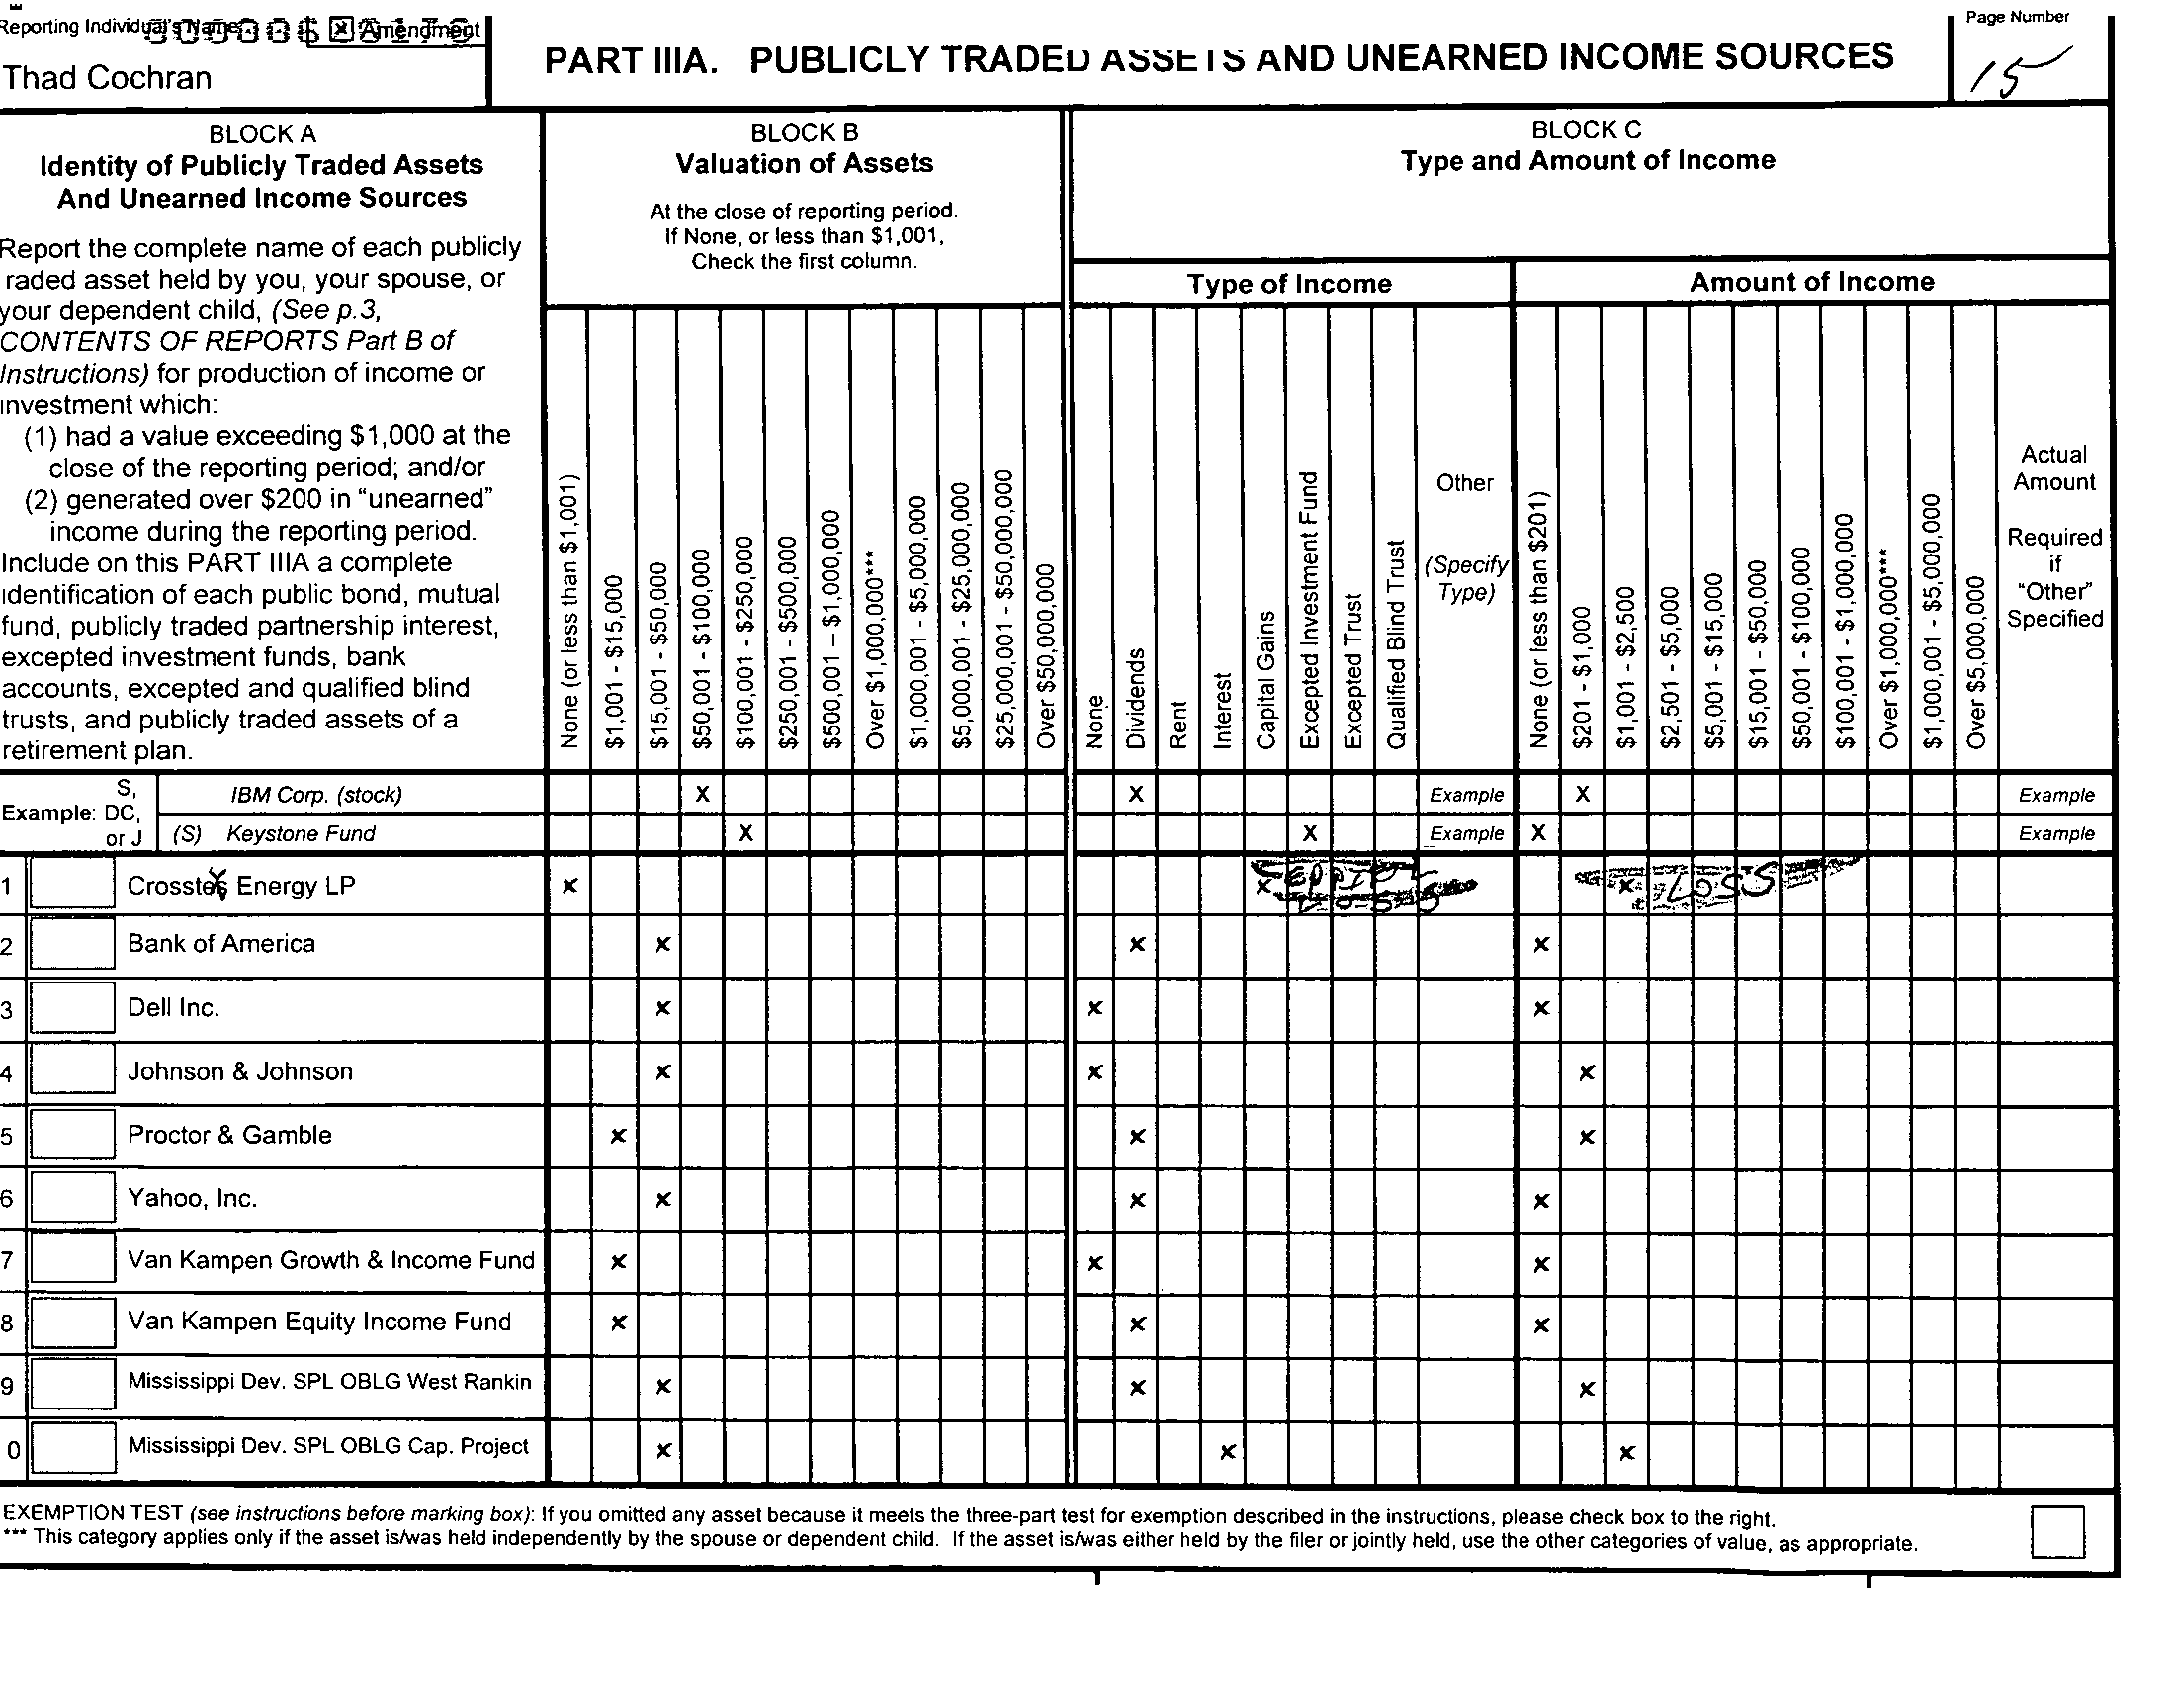 Reporting Individual's Name
Amendment
Thad Cochran
PART IIIA. PUBLICLY TRADED ASSETS AND UNEARNED INCOME SOURCES
Page Number
15
BLOCK A
Identity of Publicly Traded Assets
And Unearned Income Sources
Report the complete name of each publicly
raded asset held by you, your spouse, or
your dependent child, (See p.3,
CONTENTS OF REPORTS Part B of
Instructions) for production of income or
investment which:
(1) had a value exceeding $1,000 at the
close of the reporting period; and/or
(2) generated over $200 in “unearned”
income during the reporting period.
Include on this PART IIIA a complete
identification of each public bond, mutual
fund, publicly traded partnership interest,
excepted investment funds, bank
accounts, excepted and qualified blind
trusts, and publicly traded assets of a
retirement plan.
BLOCK B
Valuation of Assets
At the close of reporting period.
If None, or less than $1,001,
Check the first column.
None (or less than $1,001)
$1,001 - $15,000
$15,001 - $50,000
$50,001 - $100,000
$100,001 - $250,000
$250,001 - $500,000
$500,001 – $1,000,000
Over $1,000,000***
$1,000,001 - $5,000,000
$5,000,001 - $25,000,000
$25,000,001 - $50,000,000
Over $50,000,000
BLOCK C
Type and Amount of Income
Type of Income
None
Dividends
Rent
Interest
Capital Gains
Excepted Investment Fund
Excepted Trust
Qualified Blind Trust
Other
(Specify
Type)
Amount of Income
None (or less than $201)
$201 - $1,000
$1,001 - $2,500
$2,501 - $5,000
$5,001 - $15,000
$15,001 - $50,000
$50,001 - $100,000
$100,001 - $1,000,000
Over $1,000,000***
$1,000,001 - $5,000,000
Over $5,000,000
Actual
Amount
Required
if
“Other”
Specified
Example: S, DC, or J
IBM Corp. (stock) X X Example X Example
(S) Keystone Fund X X Example X Example
1 Energy LP x x LOSS x LOSS
2 Bank of America x x x
3 Dell Inc. x x x
4 Johnson & Johnson x x x
5 Proctor & Gamble x x x
6 Yahoo, Inc. x x x
7 Van Kampen Growth & Income Fund x x x
8 Van Kampen Equity Income Fund x x x
9 Mississippi Dev. SPL OBLG West Rankin x x x
0 Mississippi Dev. SPL OBLG Cap. Project x x x
EXEMPTION TEST (see instructions before marking box): If you omitted any asset because it meets the three-part test for exemption described in the instructions, please check box to the right.
*** This category applies only if the asset is/was held independently by the spouse or dependent child. If the asset is/was either held by the filer or jointly held, use the other categories of value, as appropriate.